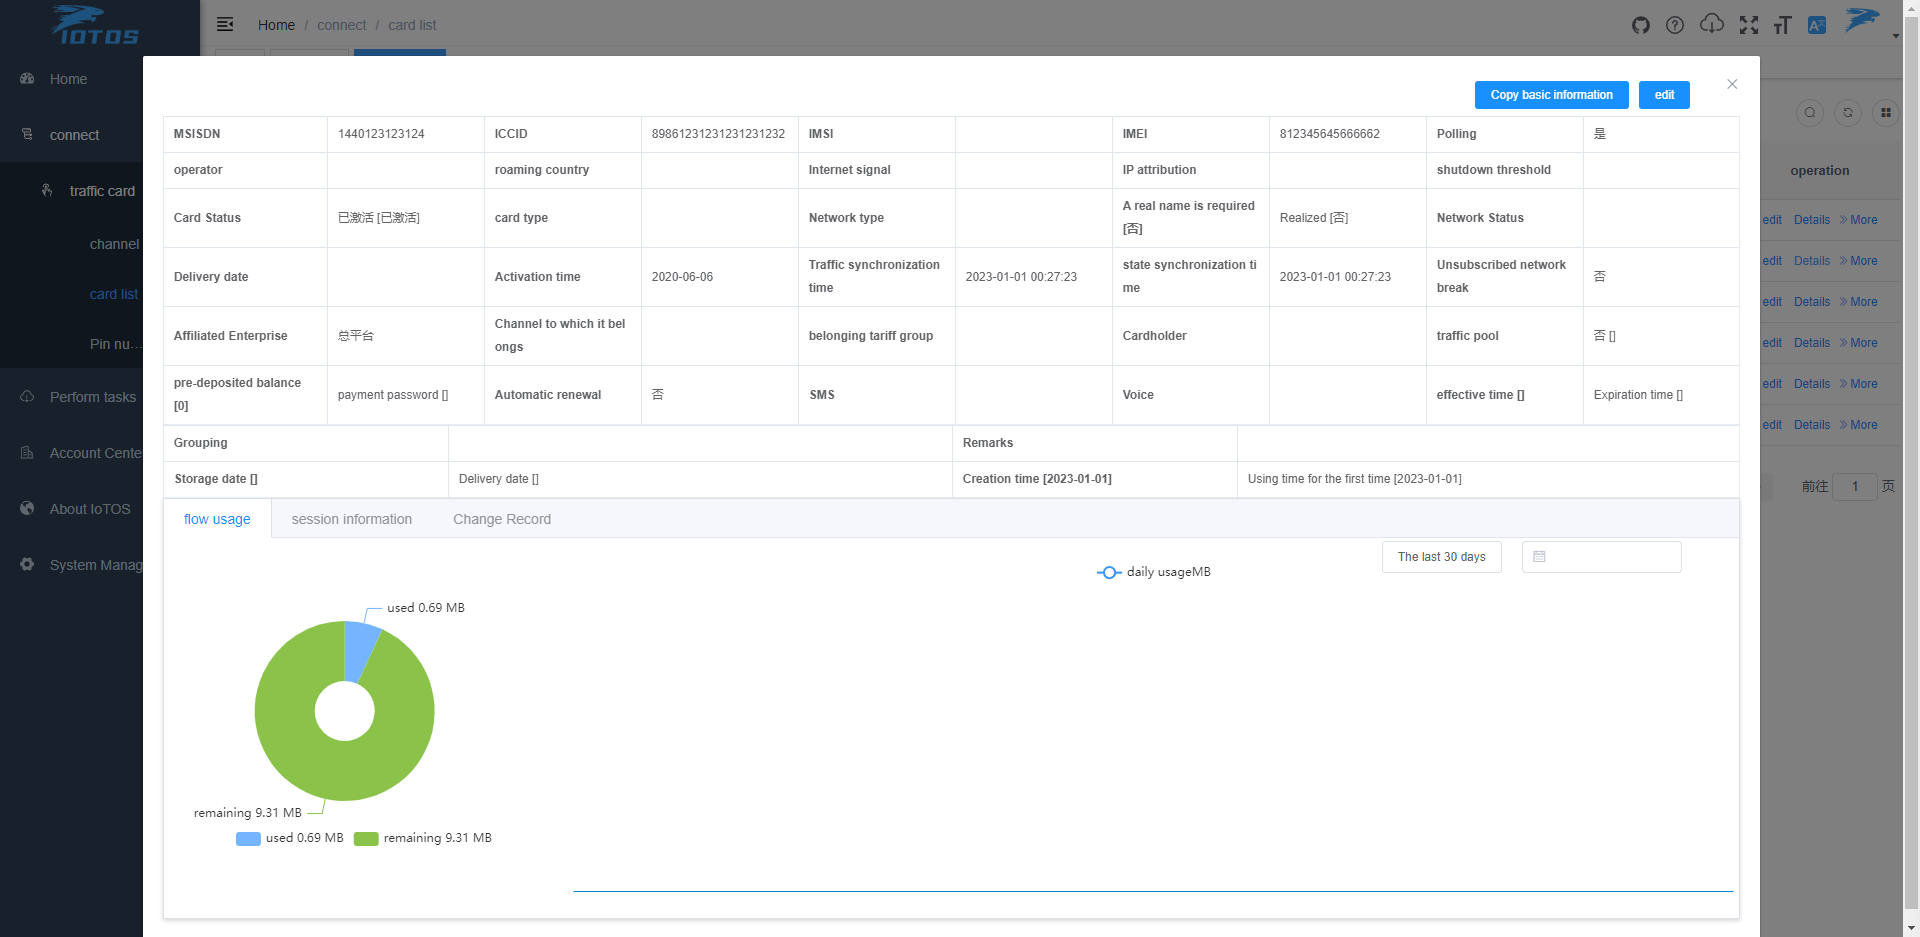 IOTOS
Home / connect / card list
Home
connect
traffic card
channel
card list
Pin nu...
Perform tasks
Account Cente
About IoTOS
System Manag
Copy basic information
edit
MSISDN 1440123123124 ICCID 89861231231231231232 IMSI IMEI 812345645666662 Polling 是
operator roaming country Internet signal IP attribution shutdown threshold
Card Status 已激活 [已激活] card type Network type A real name is required [否] Realized [否] Network Status
Delivery date Activation time 2020-06-06 Traffic synchronization time 2023-01-01 00:27:23 state synchronization ti
me 2023-01-01 00:27:23 Unsubscribed network break 否
Affiliated Enterprise 总平台 Channel to which it bel
ongs belonging tariff group Cardholder traffic pool 否 []
pre-deposited balance [0] payment password [] Automatic renewal 否 SMS Voice effective time [] Expiration time []
Grouping Remarks
Storage date [] Delivery date [] Creation time [2023-01-01] Using time for the first time [2023-01-01]
flow usage session information Change Record
The last 30 days
daily usageMB
used 0.69 MB
remaining 9.31 MB
used 0.69 MB remaining 9.31 MB
operation
edit Details More
edit Details More
edit Details More
edit Details More
edit Details More
edit Details More
前往 1 页